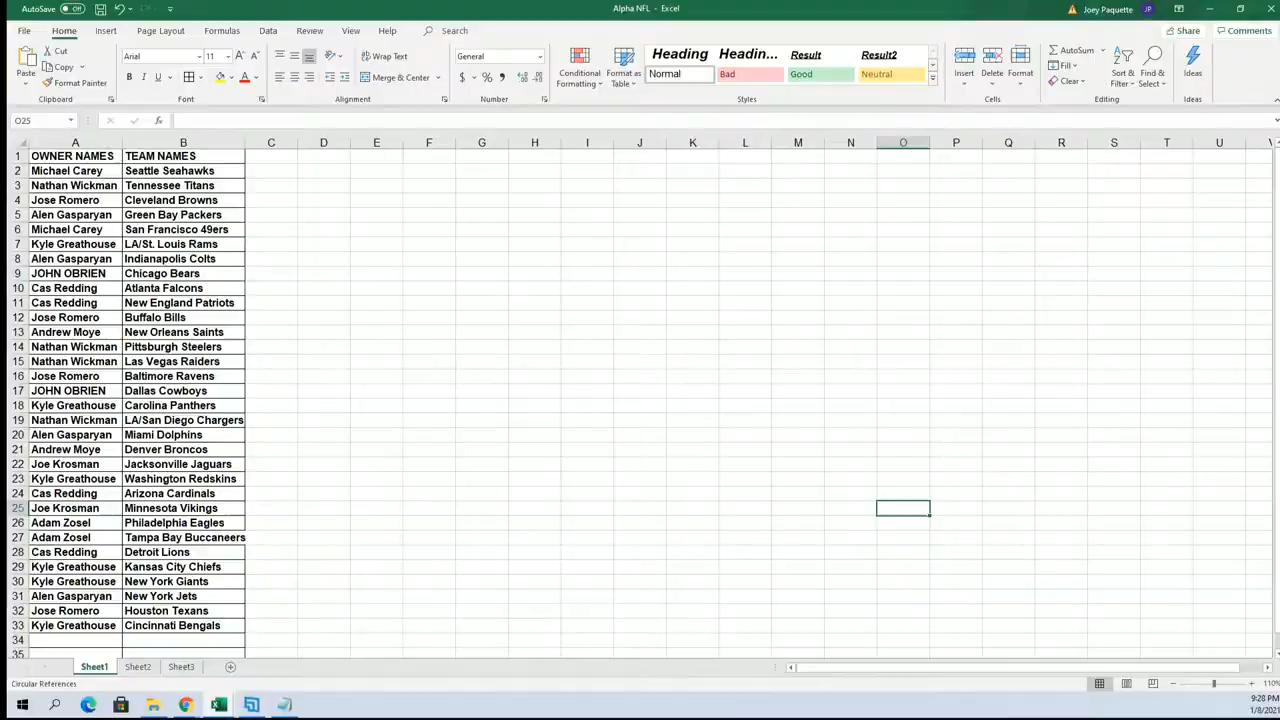 AutoSave Off Alpha NFL - Excel Joey Paquette JP
File Home Insert Page Layout Formulas Data Review View Help Search Share Comments
Cut Arial 11 Wrap Text General Heading Headin... Result Result2 AutoSum
Copy Fill
Paste Format Painter B I U Merge & Center $ % Conditional Formatting Format as Table Normal Bad Good Neutral Insert Delete Format Clear Sort & Filter Find & Select Ideas
Clipboard Font Alignment Number Styles Cells Editing Ideas
O25 fx
A B C D E F G H I J K L M N O P Q R S T U
1 OWNER NAMES TEAM NAMES
2 Michael Carey Seattle Seahawks
3 Nathan Wickman Tennessee Titans
4 Jose Romero Cleveland Browns
5 Alen Gasparyan Green Bay Packers
6 Michael Carey San Francisco 49ers
7 Kyle Greathouse LA/St. Louis Rams
8 Alen Gasparyan Indianapolis Colts
9 JOHN OBRIEN Chicago Bears
10 Cas Redding Atlanta Falcons
11 Cas Redding New England Patriots
12 Jose Romero Buffalo Bills
13 Andrew Moye New Orleans Saints
14 Nathan Wickman Pittsburgh Steelers
15 Nathan Wickman Las Vegas Raiders
16 Jose Romero Baltimore Ravens
17 JOHN OBRIEN Dallas Cowboys
18 Kyle Greathouse Carolina Panthers
19 Nathan Wickman LA/San Diego Chargers
20 Alen Gasparyan Miami Dolphins
21 Andrew Moye Denver Broncos
22 Joe Krosman Jacksonville Jaguars
23 Kyle Greathouse Washington Redskins
24 Cas Redding Arizona Cardinals
25 Joe Krosman Minnesota Vikings
26 Adam Zosel Philadelphia Eagles
27 Adam Zosel Tampa Bay Buccaneers
28 Cas Redding Detroit Lions
29 Kyle Greathouse Kansas City Chiefs
30 Kyle Greathouse New York Giants
31 Alen Gasparyan New York Jets
32 Jose Romero Houston Texans
33 Kyle Greathouse Cincinnati Bengals
34
35
Sheet1 Sheet2 Sheet3
Circular References 110%
9:28 PM
1/8/2021